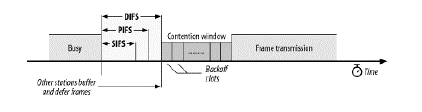 DIFS
PIFS
SIFS
Contention window
Busy
Frame transmission
Backoff
slots
Time
Other stations buffer
and defer frames